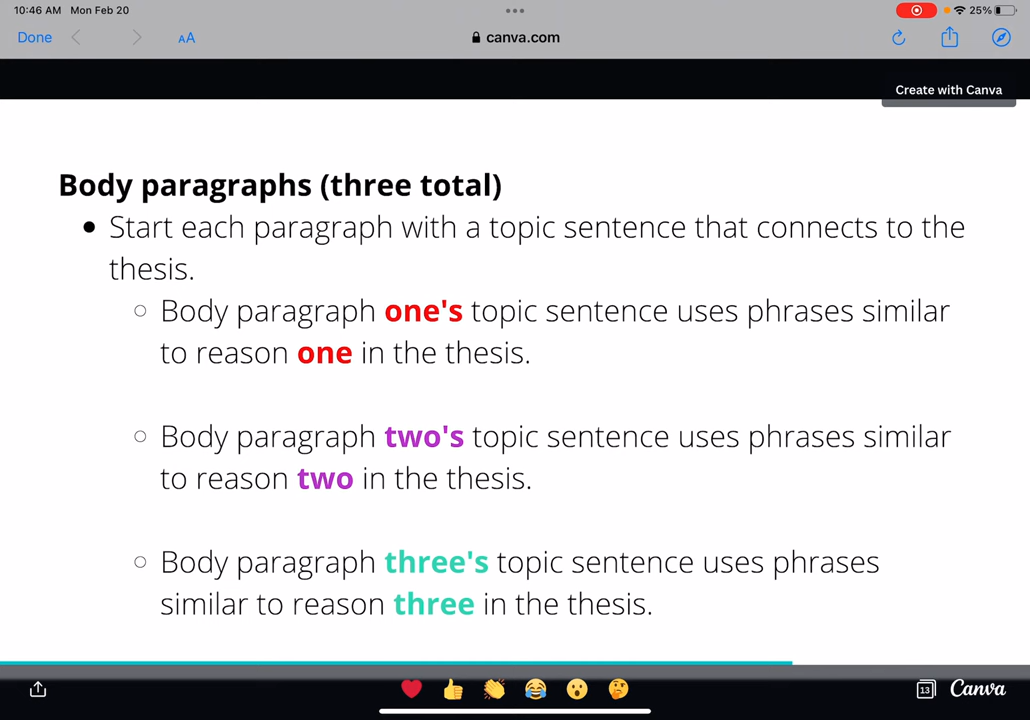 10:46 AM Mon Feb 20
25%
Done
AA
canva.com
Create with Canva
Body paragraphs (three total)
Start each paragraph with a topic sentence that connects to the
thesis.
Body paragraph one's topic sentence uses phrases similar
to reason one in the thesis.
Body paragraph two's topic sentence uses phrases similar
to reason two in the thesis.
Body paragraph three's topic sentence uses phrases
similar to reason three in the thesis.
13
Canva